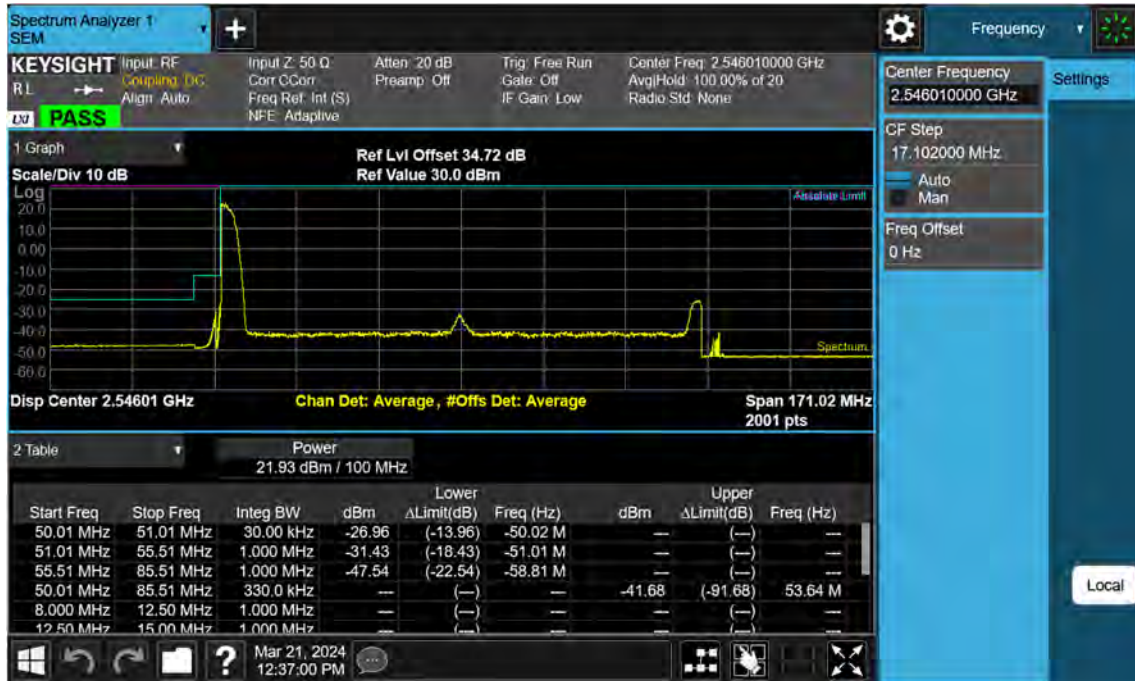 Spectrum Analyzer 1
SEM
+
Frequency
KEYSIGHT
RL
LXI
PASS
Input: RF
Coupling: DC
Align: Auto
Input Z: 50 Ω
Corr CCorr
Freq Ref: Int (S)
NFE: Adaptive
Atten: 20 dB
Preamp: Off
Trig: Free Run
Gate: Off
IF Gain: Low
Center Freq: 2.546010000 GHz
Avg|Hold: 100.00% of 20
Radio Std: None
Center Frequency
2.546010000 GHz
Settings
CF Step
17.102000 MHz
Auto
Man
Freq Offset
0 Hz
Local
1 Graph
Scale/Div 10 dB
Ref Lvl Offset 34.72 dB
Ref Value 30.0 dBm
Log
Absolute Limit
20.0
10.0
0.00
-10.0
-20.0
-30.0
-40.0
-50.0
-60.0
Spectrum
Disp Center 2.54601 GHz Chan Det: Average, #Offs Det: Average Span 171.02 MHz
2001 pts
2 Table
Power
21.93 dBm / 100 MHz
Lower Upper
Start Freq Stop Freq Integ BW dBm ΔLimit(dB) Freq (Hz) dBm ΔLimit(dB) Freq (Hz)
50.01 MHz 51.01 MHz 30.00 kHz -26.96 (-13.96) -50.02 M --- (---) ---
51.01 MHz 55.51 MHz 1.000 MHz -31.43 (-18.43) -51.01 M --- (---) ---
55.51 MHz 85.51 MHz 1.000 MHz -47.54 (-22.54) -58.81 M --- (---) ---
50.01 MHz 85.51 MHz 330.0 kHz --- (---) --- -41.68 (-91.68) 53.64 M
8.000 MHz 12.50 MHz 1.000 MHz --- (---) --- --- (---) ---
12.50 MHz 15.00 MHz 1.000 MHz --- (---) --- --- (---) ---
?
Mar 21, 2024
12:37:00 PM